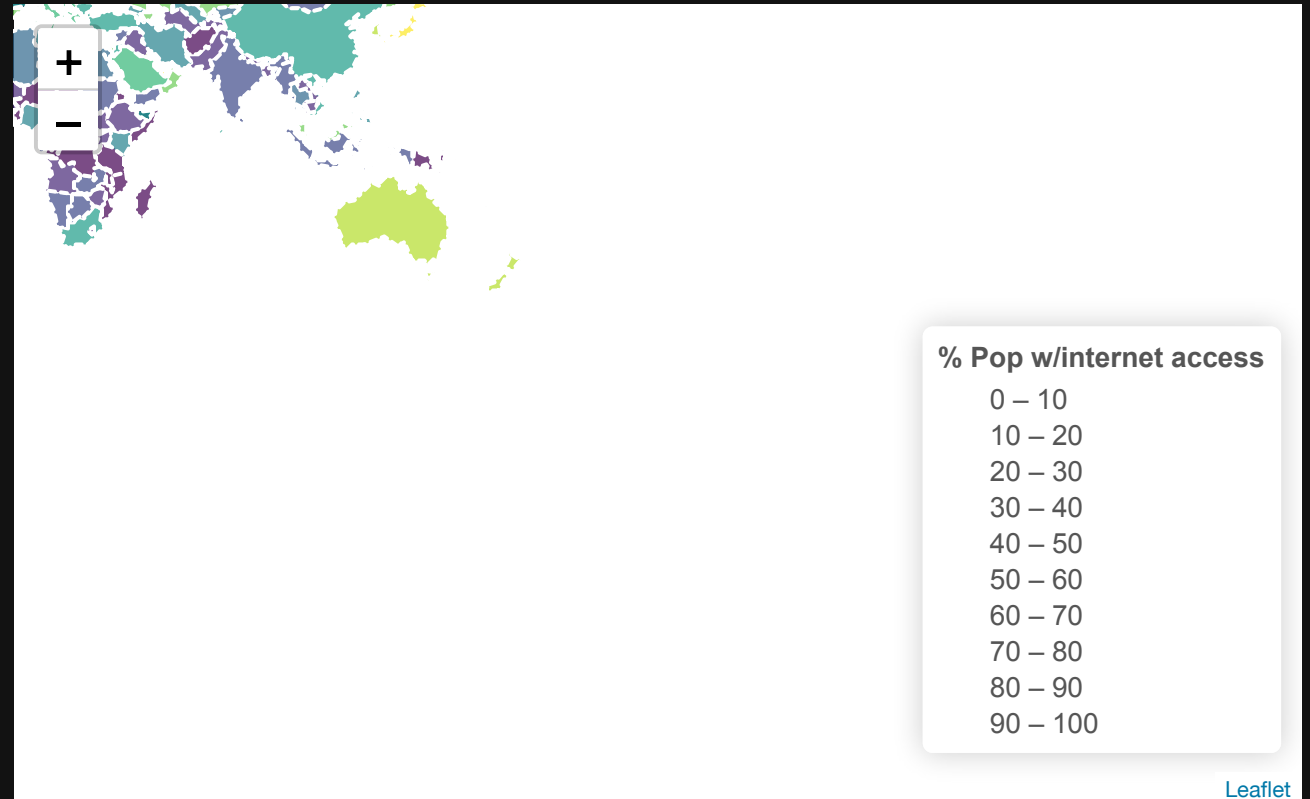 +
−
% Pop w/internet access
0 – 10
10 – 20
20 – 30
30 – 40
40 – 50
50 – 60
60 – 70
70 – 80
80 – 90
90 – 100
Leaflet